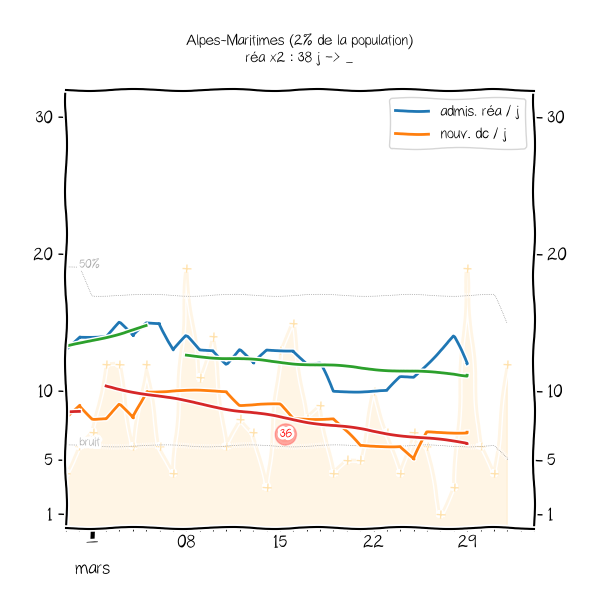 Alpes-Maritimes (2% de la population)
réa x2 : 38 j -> _
admis. réa / j
nouv. dc / j
30
30
20
20
50%
10
10
36
bruit
5
5
1
1
1
08
15
22
29
mars